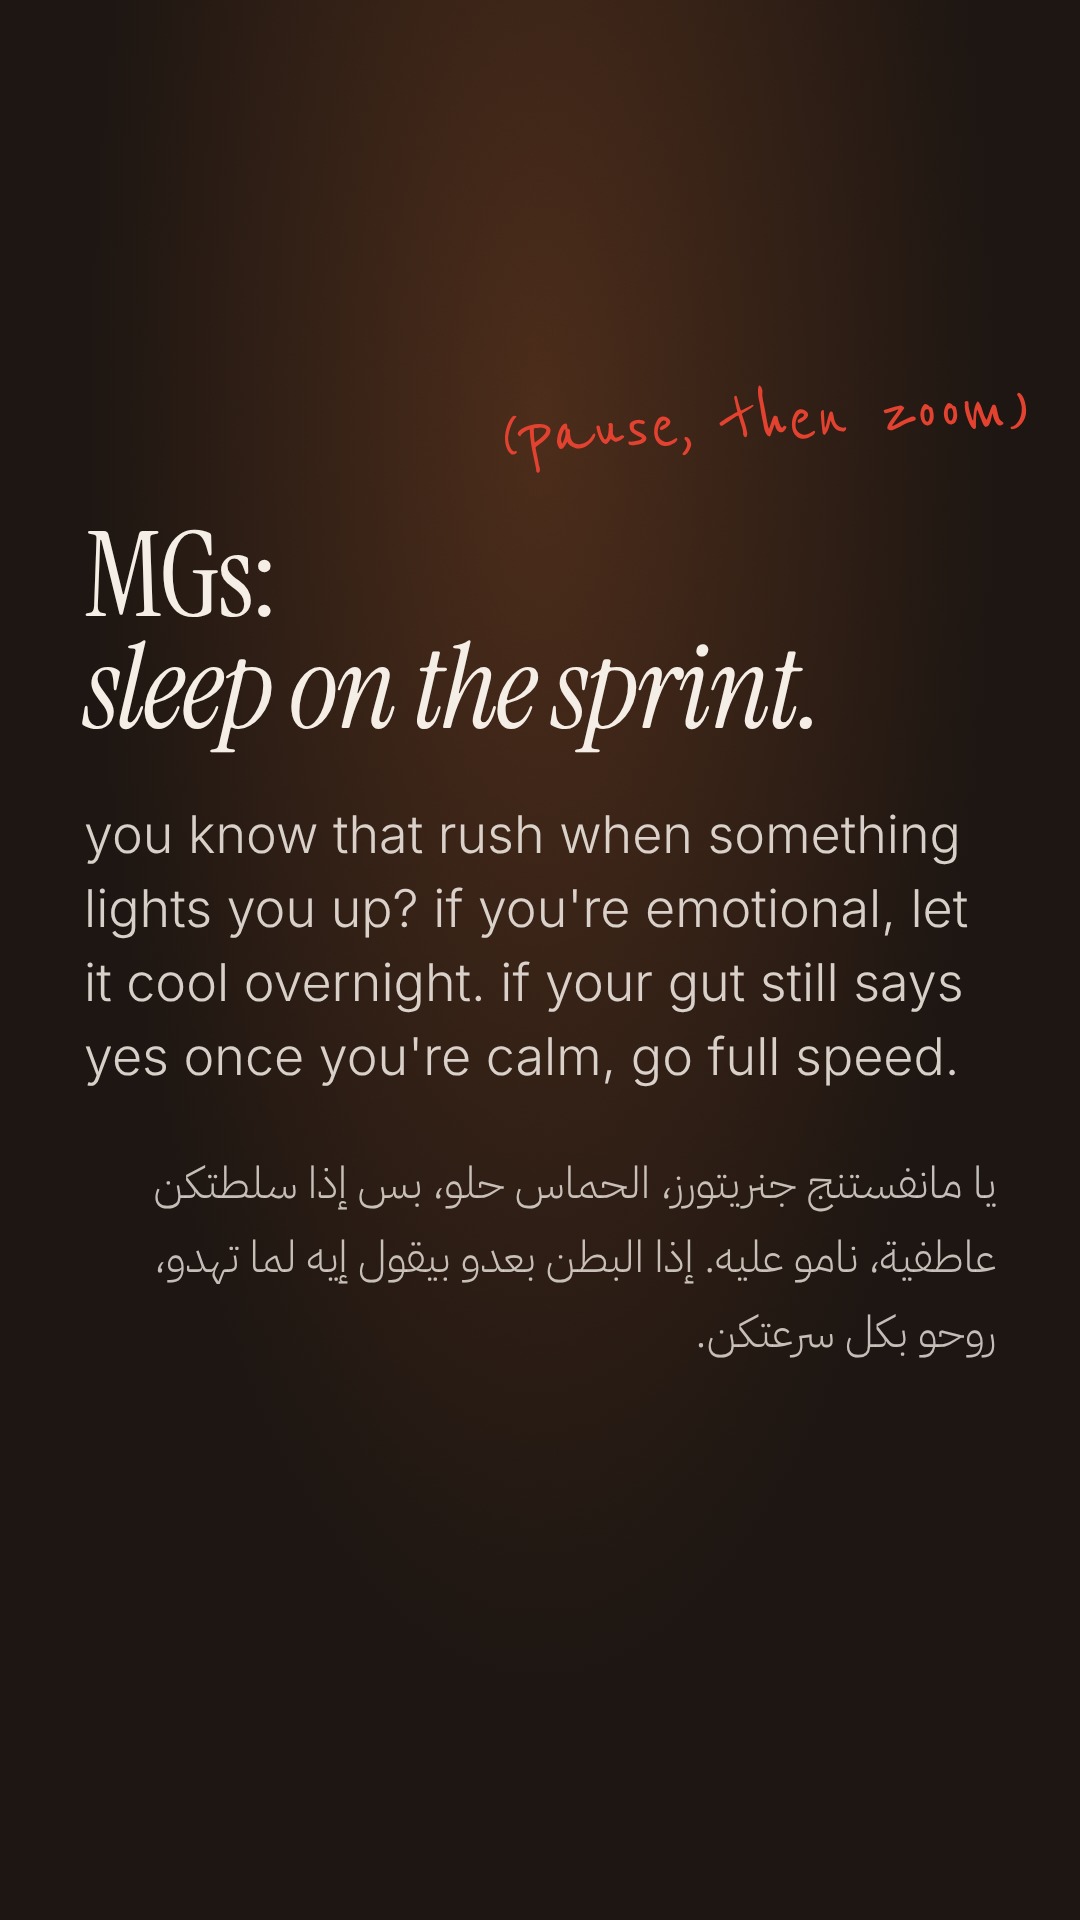 (pause, then zoom)
MGs:
sleep on the sprint.
you know that rush when something
lights you up? if you're emotional, let
it cool overnight. if your gut still says
yes once you're calm, go full speed.
يا مانفستنج جنريتورز، الحماس حلو، بس إذا سلطتكن
عاطفية، نامو عليه. إذا البطن بعدو بيقول إيه لما تهدو،
روحو بكل سرعتكن.